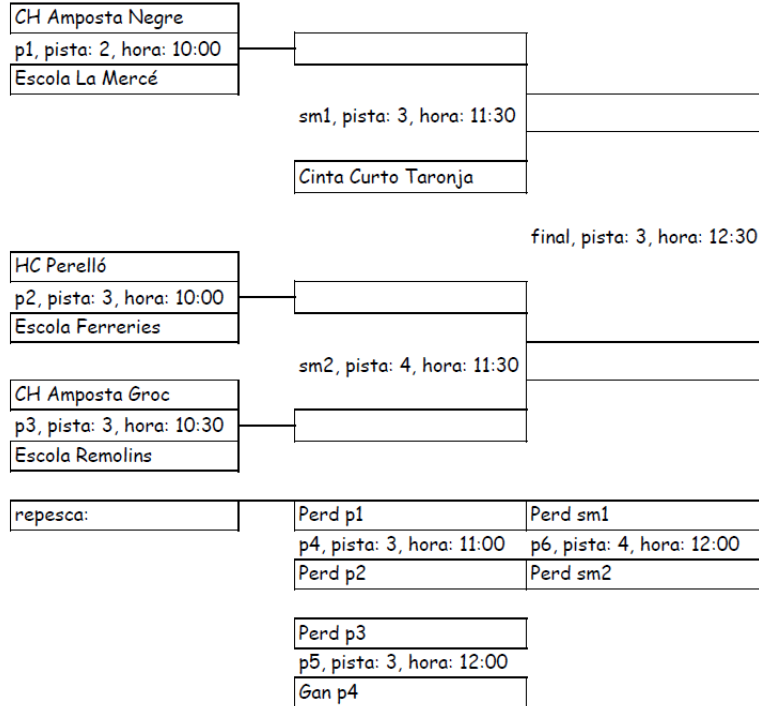 CH Amposta Negre
p1, pista: 2, hora: 10:00
Escola La Mercé
sm1, pista: 3, hora: 11:30
Cinta Curto Taronja
final, pista: 3, hora: 12:30
HC Perelló
p2, pista: 3, hora: 10:00
Escola Ferreries
sm2, pista: 4, hora: 11:30
CH Amposta Groc
p3, pista: 3, hora: 10:30
Escola Remolins
repesca:
Perd p1
Perd sm1
p4, pista: 3, hora: 11:00
p6, pista: 4, hora: 12:00
Perd p2
Perd sm2
Perd p3
p5, pista: 3, hora: 12:00
Gan p4